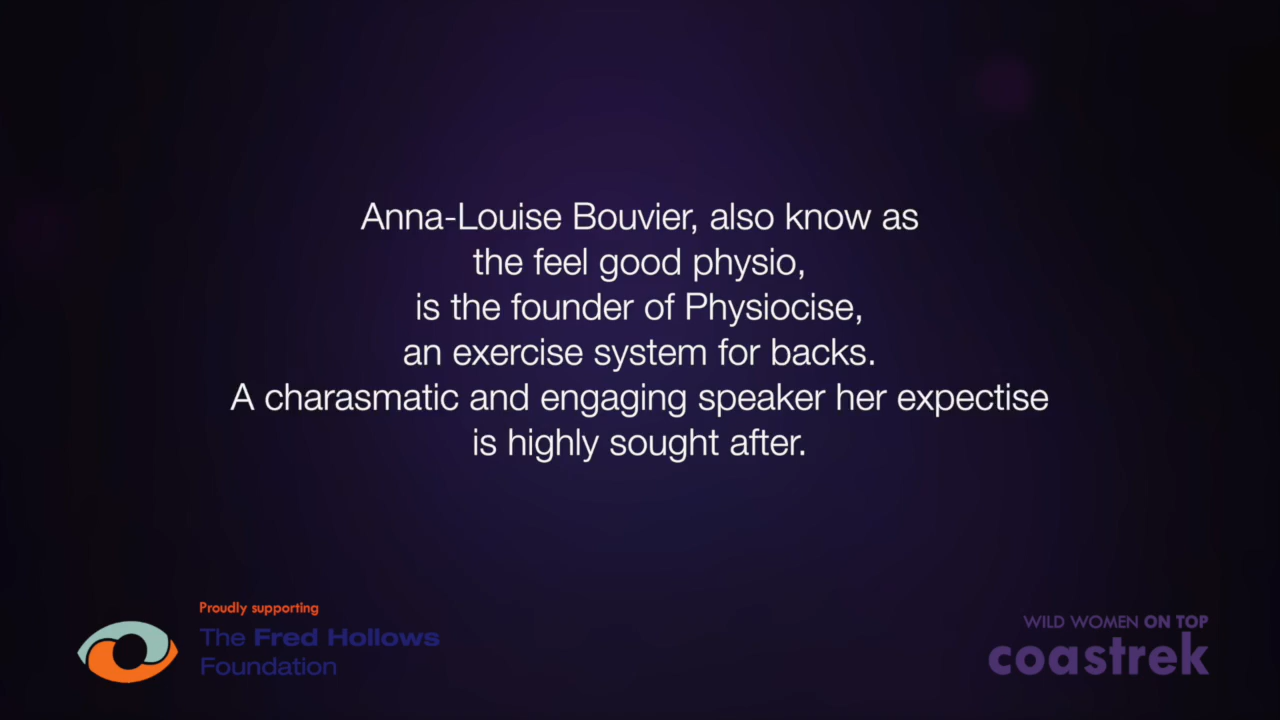 Anna-Louise Bouvier, also know as
the feel good physio,
is the founder of Physiocise,
an exercise system for backs.
A charasmatic and engaging speaker her expectise
is highly sought after.
Proudly supporting
The Fred Hollows
Foundation
WILD WOMEN ON TOP
coastrek